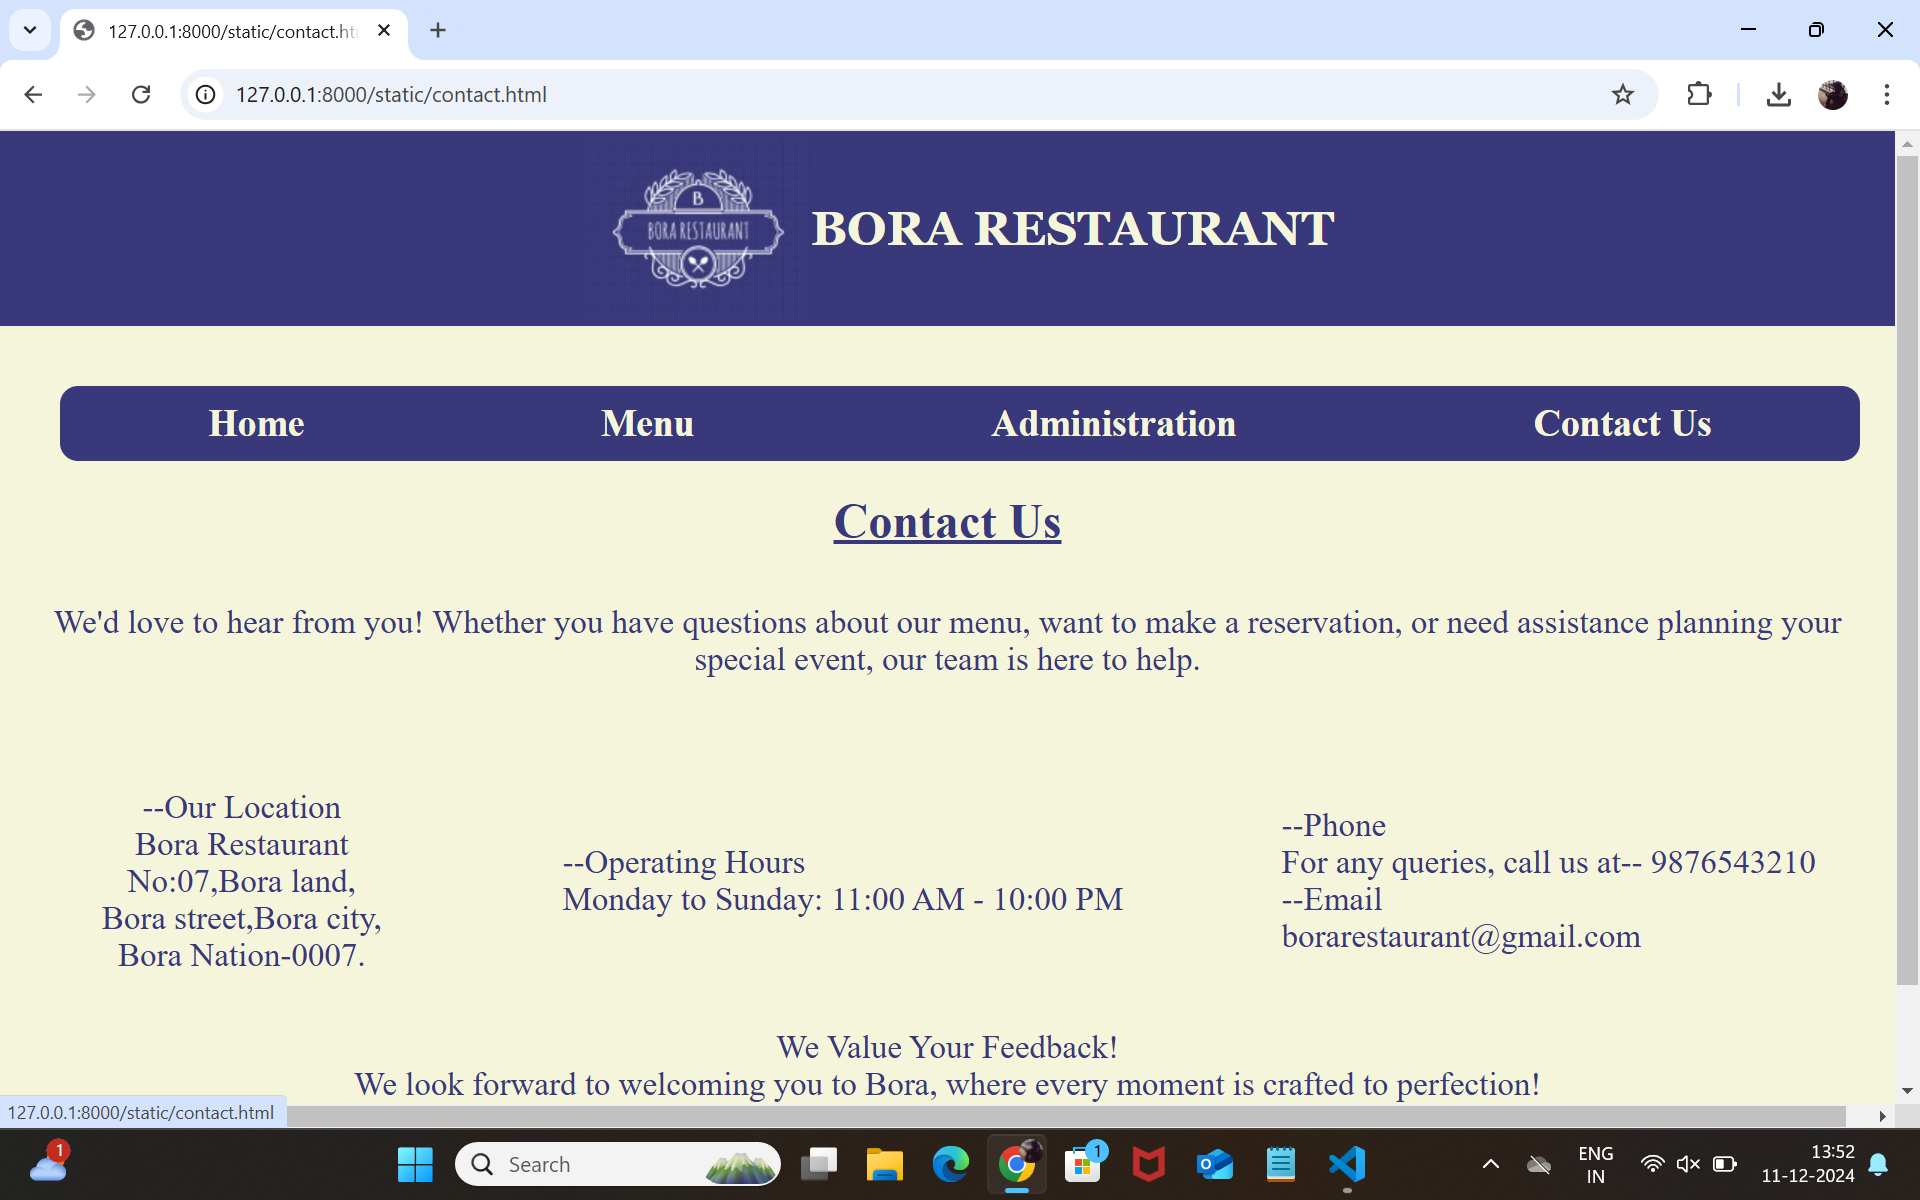 127.0.0.1:8000/static/contact.ht
127.0.0.1:8000/static/contact.html
B
BORA RESTAURANT
BORA RESTAURANT
Home Menu Administration Contact Us
Contact Us
We'd love to hear from you! Whether you have questions about our menu, want to make a reservation, or need assistance planning your
special event, our team is here to help.
--Our Location
Bora Restaurant
No:07,Bora land,
Bora street,Bora city,
Bora Nation-0007.
--Operating Hours
Monday to Sunday: 11:00 AM - 10:00 PM
--Phone
For any queries, call us at-- 9876543210
--Email
borarestaurant@gmail.com
We Value Your Feedback!
We look forward to welcoming you to Bora, where every moment is crafted to perfection!
127.0.0.1:8000/static/contact.html
1
Search
1
ENG
IN
13:52
11-12-2024